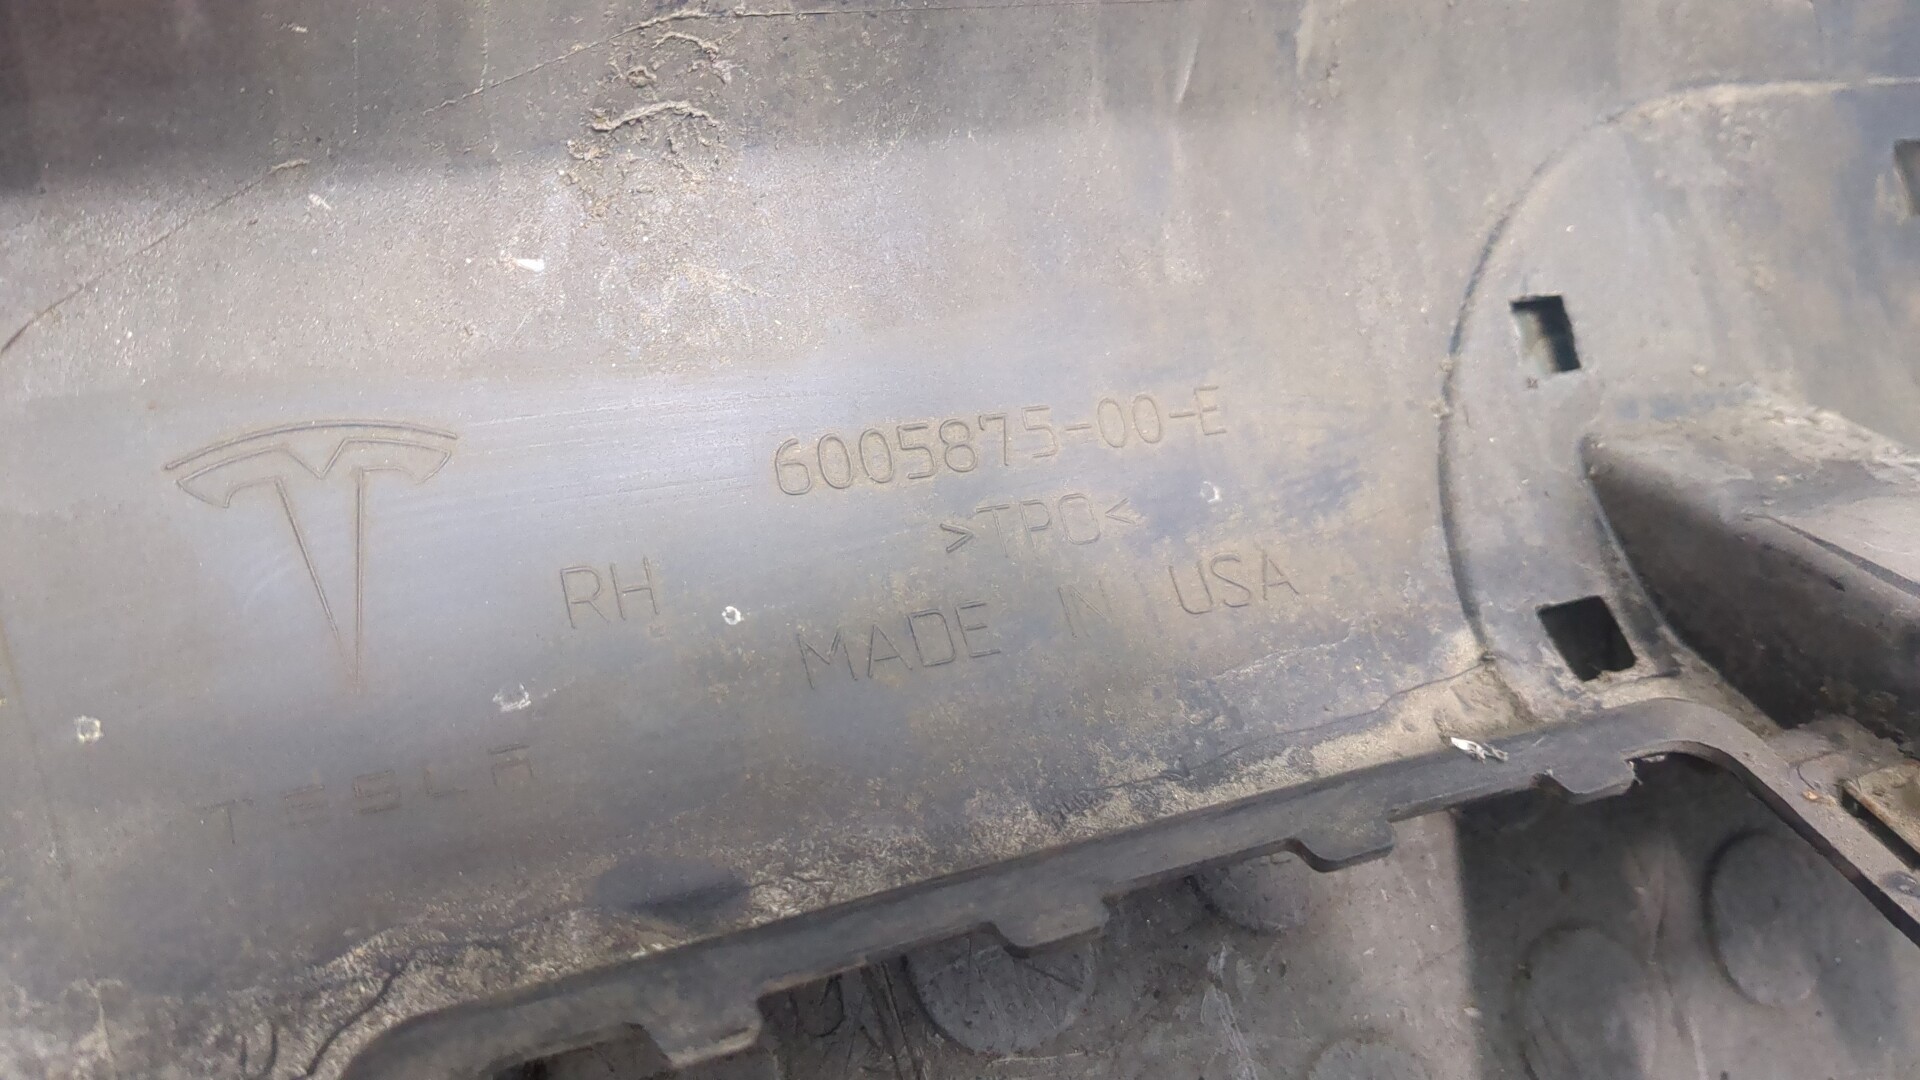 6005875-00-E
>TPO<
RH
MADE IN USA
TESLA